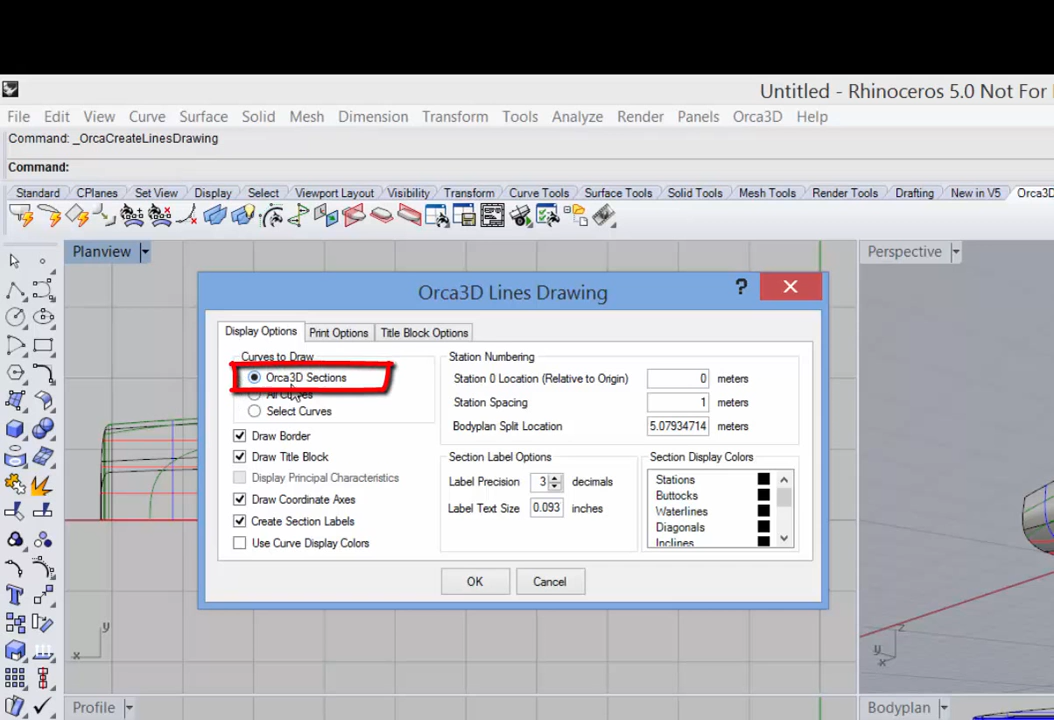 Untitled - Rhinoceros 5.0 Not For
File Edit View Curve Surface Solid Mesh Dimension Transform Tools Analyze Render Panels Orca3D Help
Command: _OrcaCreateLinesDrawing
Command:
Standard CPlanes Set View Display Select Viewport Layout Visibility Transform Curve Tools Surface Tools Solid Tools Mesh Tools Render Tools Drafting New in V5 Orca3D
Planview
Perspective
Orca3D Lines Drawing
?
Display Options Print Options Title Block Options
Curves to Draw
Orca3D Sections
All Curves
Select Curves
Draw Border
Draw Title Block
Display Principal Characteristics
Draw Coordinate Axes
Create Section Labels
Use Curve Display Colors
Station Numbering
Station 0 Location (Relative to Origin) 0 meters
Station Spacing 1 meters
Bodyplan Split Location 5.07934714 meters
Section Label Options
Label Precision 3 decimals
Label Text Size 0.093 inches
Section Display Colors
Stations
Buttocks
Waterlines
Diagonals
Inclines
OK Cancel
y
x
z
y
x
Profile
Bodyplan